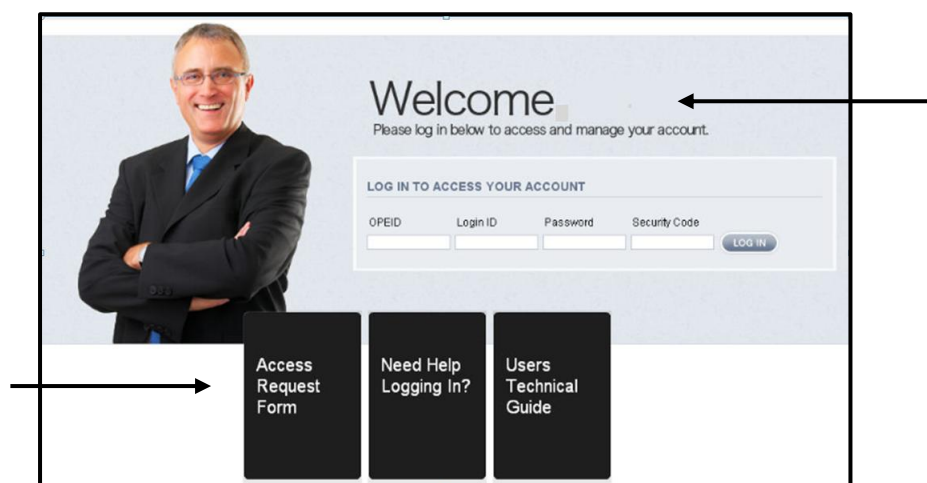 Welcome
Please log in below to access and manage your account.
LOG IN TO ACCESS YOUR ACCOUNT
OPEID Login ID Password Security Code
LOG IN
Access
Request
Form
Need Help
Logging In?
Users
Technical
Guide